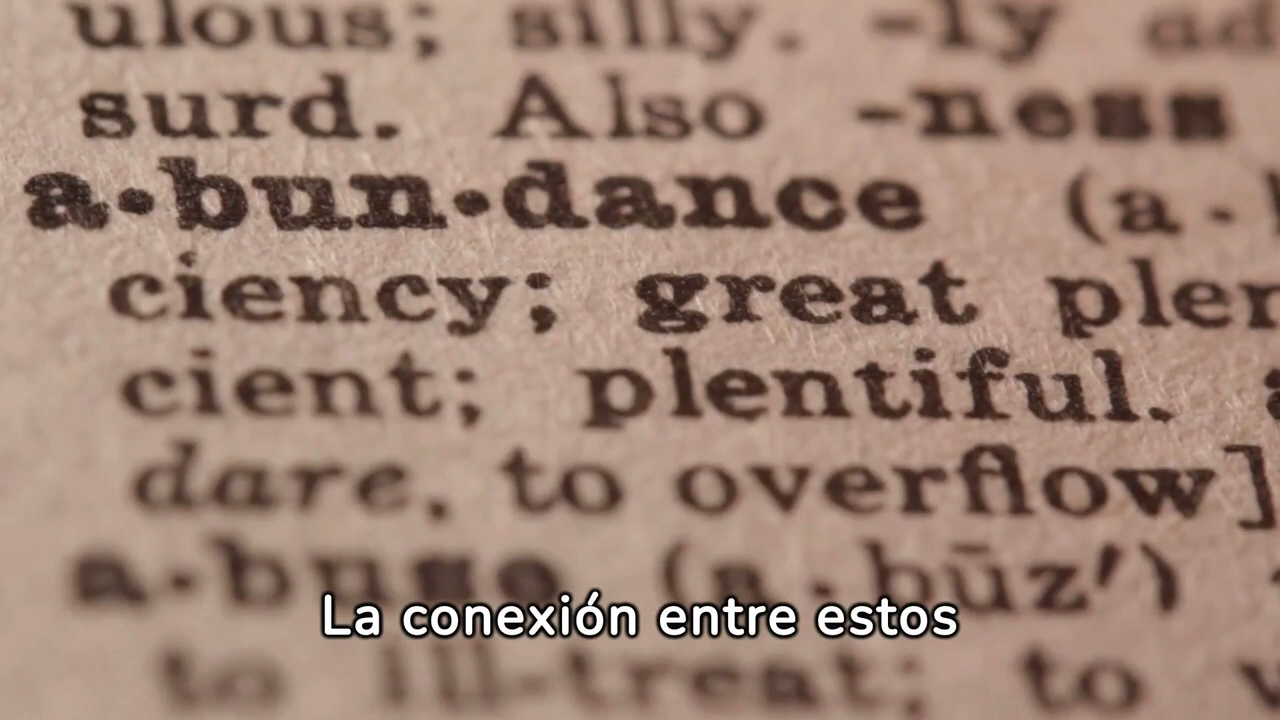 ulous; silly. -ly ad
surd. Also -ness
a•bun•dance (a-
ciency; great plen
cient; plentiful.
dare, to overflow]
a-buse (a-būz′)
La conexión entre estos
to ill-treat; to